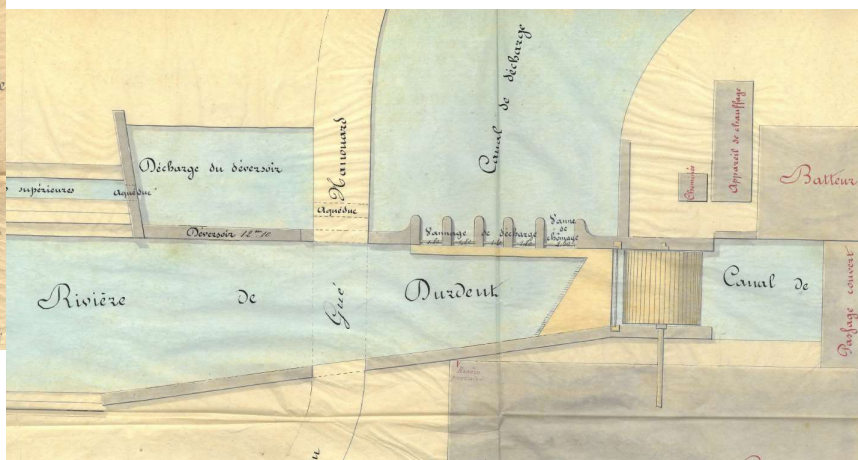 Canal de décharge
Hanouard
Décharge du déversoir
supérieures
aqueduc
Aqueduc
Déversoir 12m10
Vannage de décharge
Vanne
de
chômage
Cheminée
Appareil de chauffage
Batteur
Rivière de Durdent
Gué
Canal de
Passage couvert